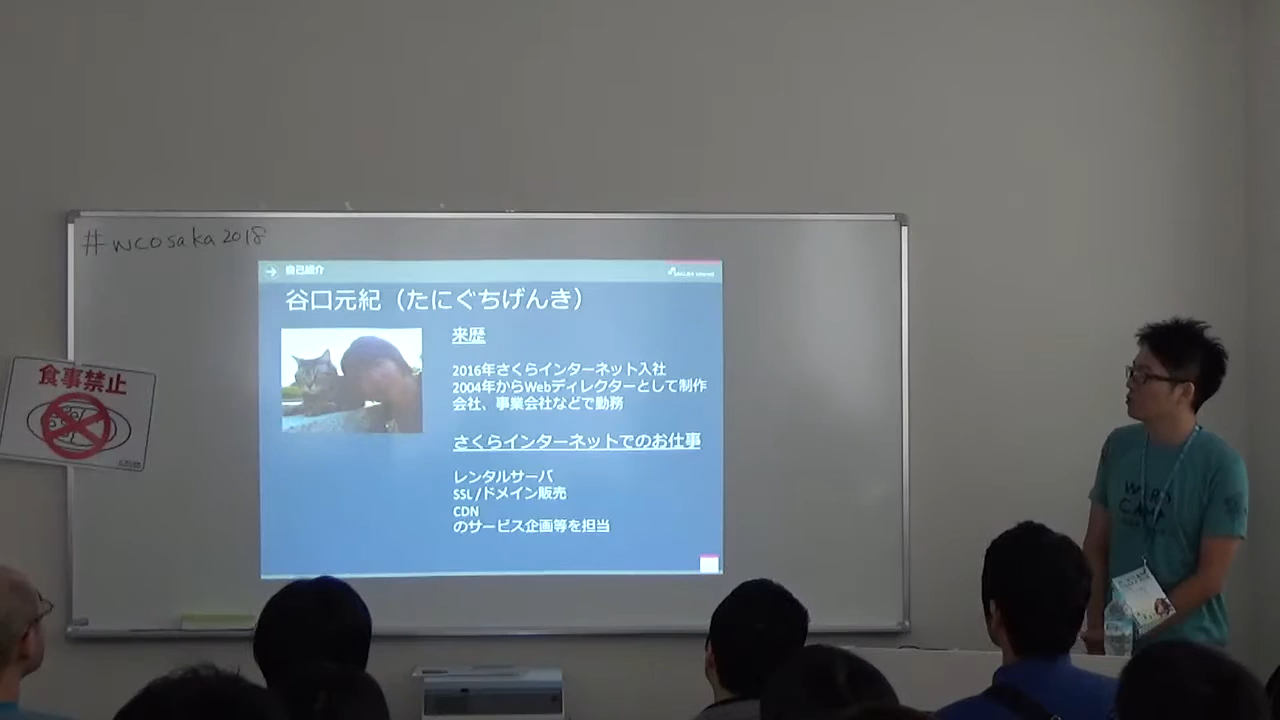 #wcosaka2018
自己紹介
SAKURA internet
谷口元紀（たにぐちげんき）
来歴
2016年さくらインターネット入社
2004年からWebディレクターとして制作
会社、事業会社などで勤務
さくらインターネットでのお仕事
レンタルサーバ
SSL/ドメイン販売
CDN
のサービス企画等を担当
食事禁止
WORD
CAMP